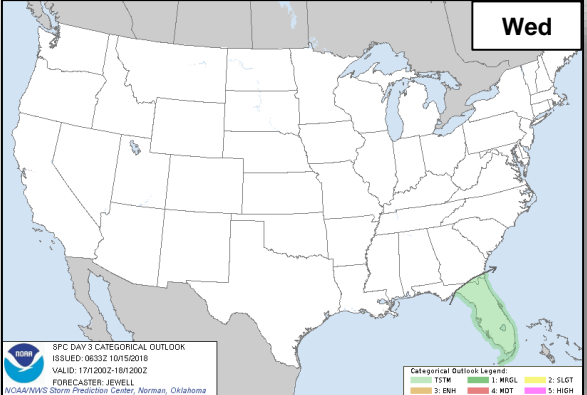 Wed
SPC DAY 3 CATEGORICAL OUTLOOK
ISSUED: 0633Z 10/15/2018
VALID: 17/1200Z-18/1200Z
FORECASTER: JEWELL
NOAA/NWS Storm Prediction Center, Norman, Oklahoma
NOAA
Categorical Outlook Legend:
TSTM 1: MRGL 2: SLGT
3: ENH 4: MDT 5: HIGH